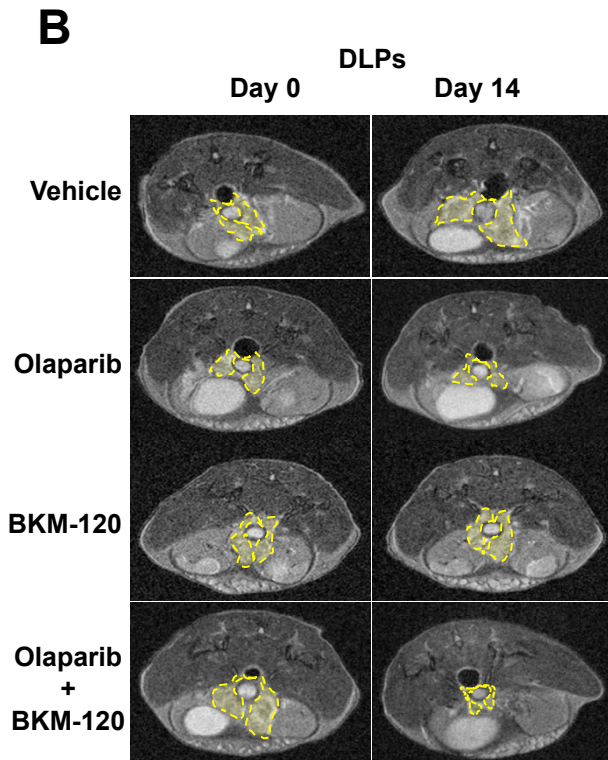 B
DLPs
Day 0 Day 14
Vehicle
Olaparib
BKM-120
Olaparib
+
BKM-120